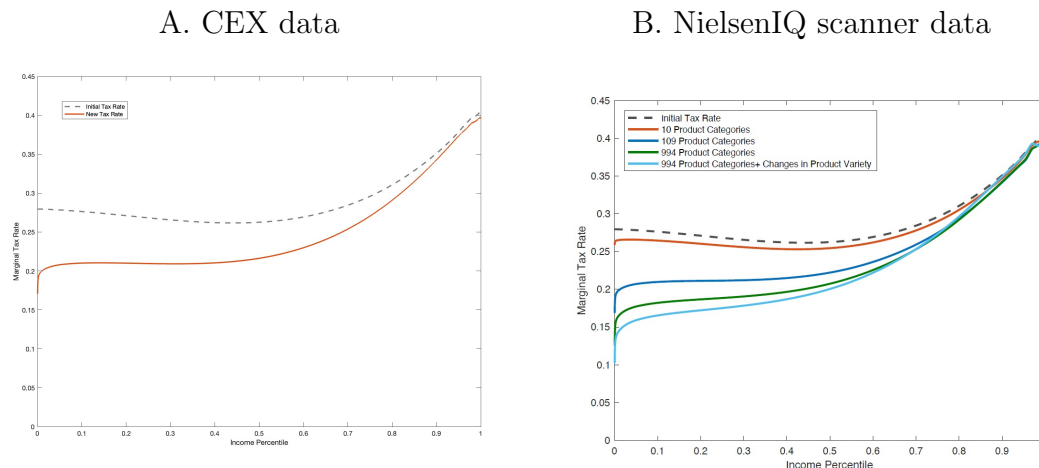 A. CEX data
B. NielsenIQ scanner data
0.45
0.4
0.35
0.3
0.25
0.2
0.15
0.1
0.05
0
Marginal Tax Rate
Initial Tax Rate
New Tax Rate
0 0.1 0.2 0.3 0.4 0.5 0.6 0.7 0.8 0.9 1
Income Percentile
0.45
0.4
0.35
0.3
0.25
0.2
0.15
0.1
0.05
0
Marginal Tax Rate
Initial Tax Rate
10 Product Categories
109 Product Categories
994 Product Categories
994 Product Categories+ Changes in Product Variety
0 0.1 0.2 0.3 0.4 0.5 0.6 0.7 0.8 0.9
Income Percentile